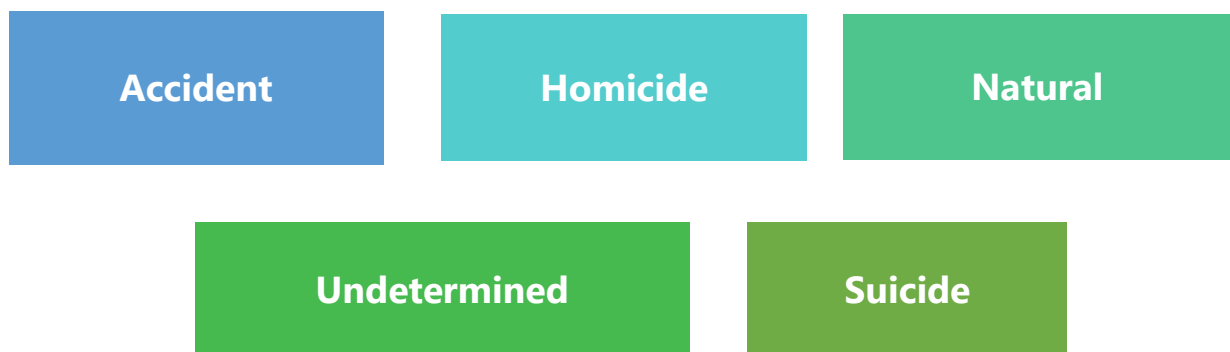 Accident
Homicide
Natural
Undetermined
Suicide